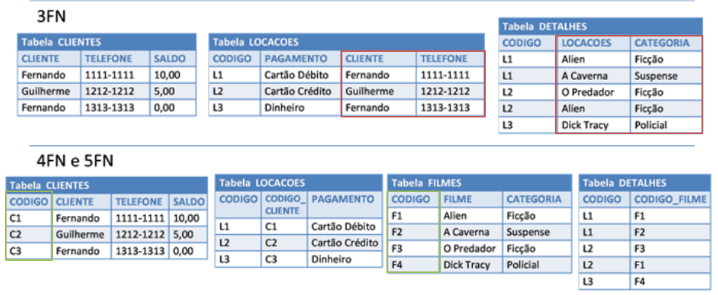 3FN
Tabela CLIENTES
CLIENTE TELEFONE SALDO
Fernando 1111-1111 10,00
Guilherme 1212-1212 5,00
Fernando 1313-1313 0,00
Tabela LOCACOES
CODIGO PAGAMENTO CLIENTE TELEFONE
L1 Cartão Débito Fernando 1111-1111
L2 Cartão Crédito Guilherme 1212-1212
L3 Dinheiro Fernando 1313-1313
Tabela DETALHES
CODIGO LOCACOES CATEGORIA
L1 Alien Ficção
L1 A Caverna Suspense
L2 O Predador Ficção
L2 Alien Ficção
L3 Dick Tracy Policial
4FN e 5FN
Tabela CLIENTES
CODIGO CLIENTE TELEFONE SALDO
C1 Fernando 1111-1111 10,00
C2 Guilherme 1212-1212 5,00
C3 Fernando 1313-1313 0,00
Tabela LOCACOES
CODIGO CODIGO_ PAGAMENTO
CLIENTE
L1 C1 Cartão Débito
L2 C2 Cartão Crédito
L3 C3 Dinheiro
Tabela FILMES
CODIGO FILME CATEGORIA
F1 Alien Ficção
F2 A Caverna Suspense
F3 O Predador Ficção
F4 Dick Tracy Policial
Tabela DETALHES
CODIGO CODIGO_FILME
L1 F1
L1 F2
L2 F3
L2 F1
L3 F4